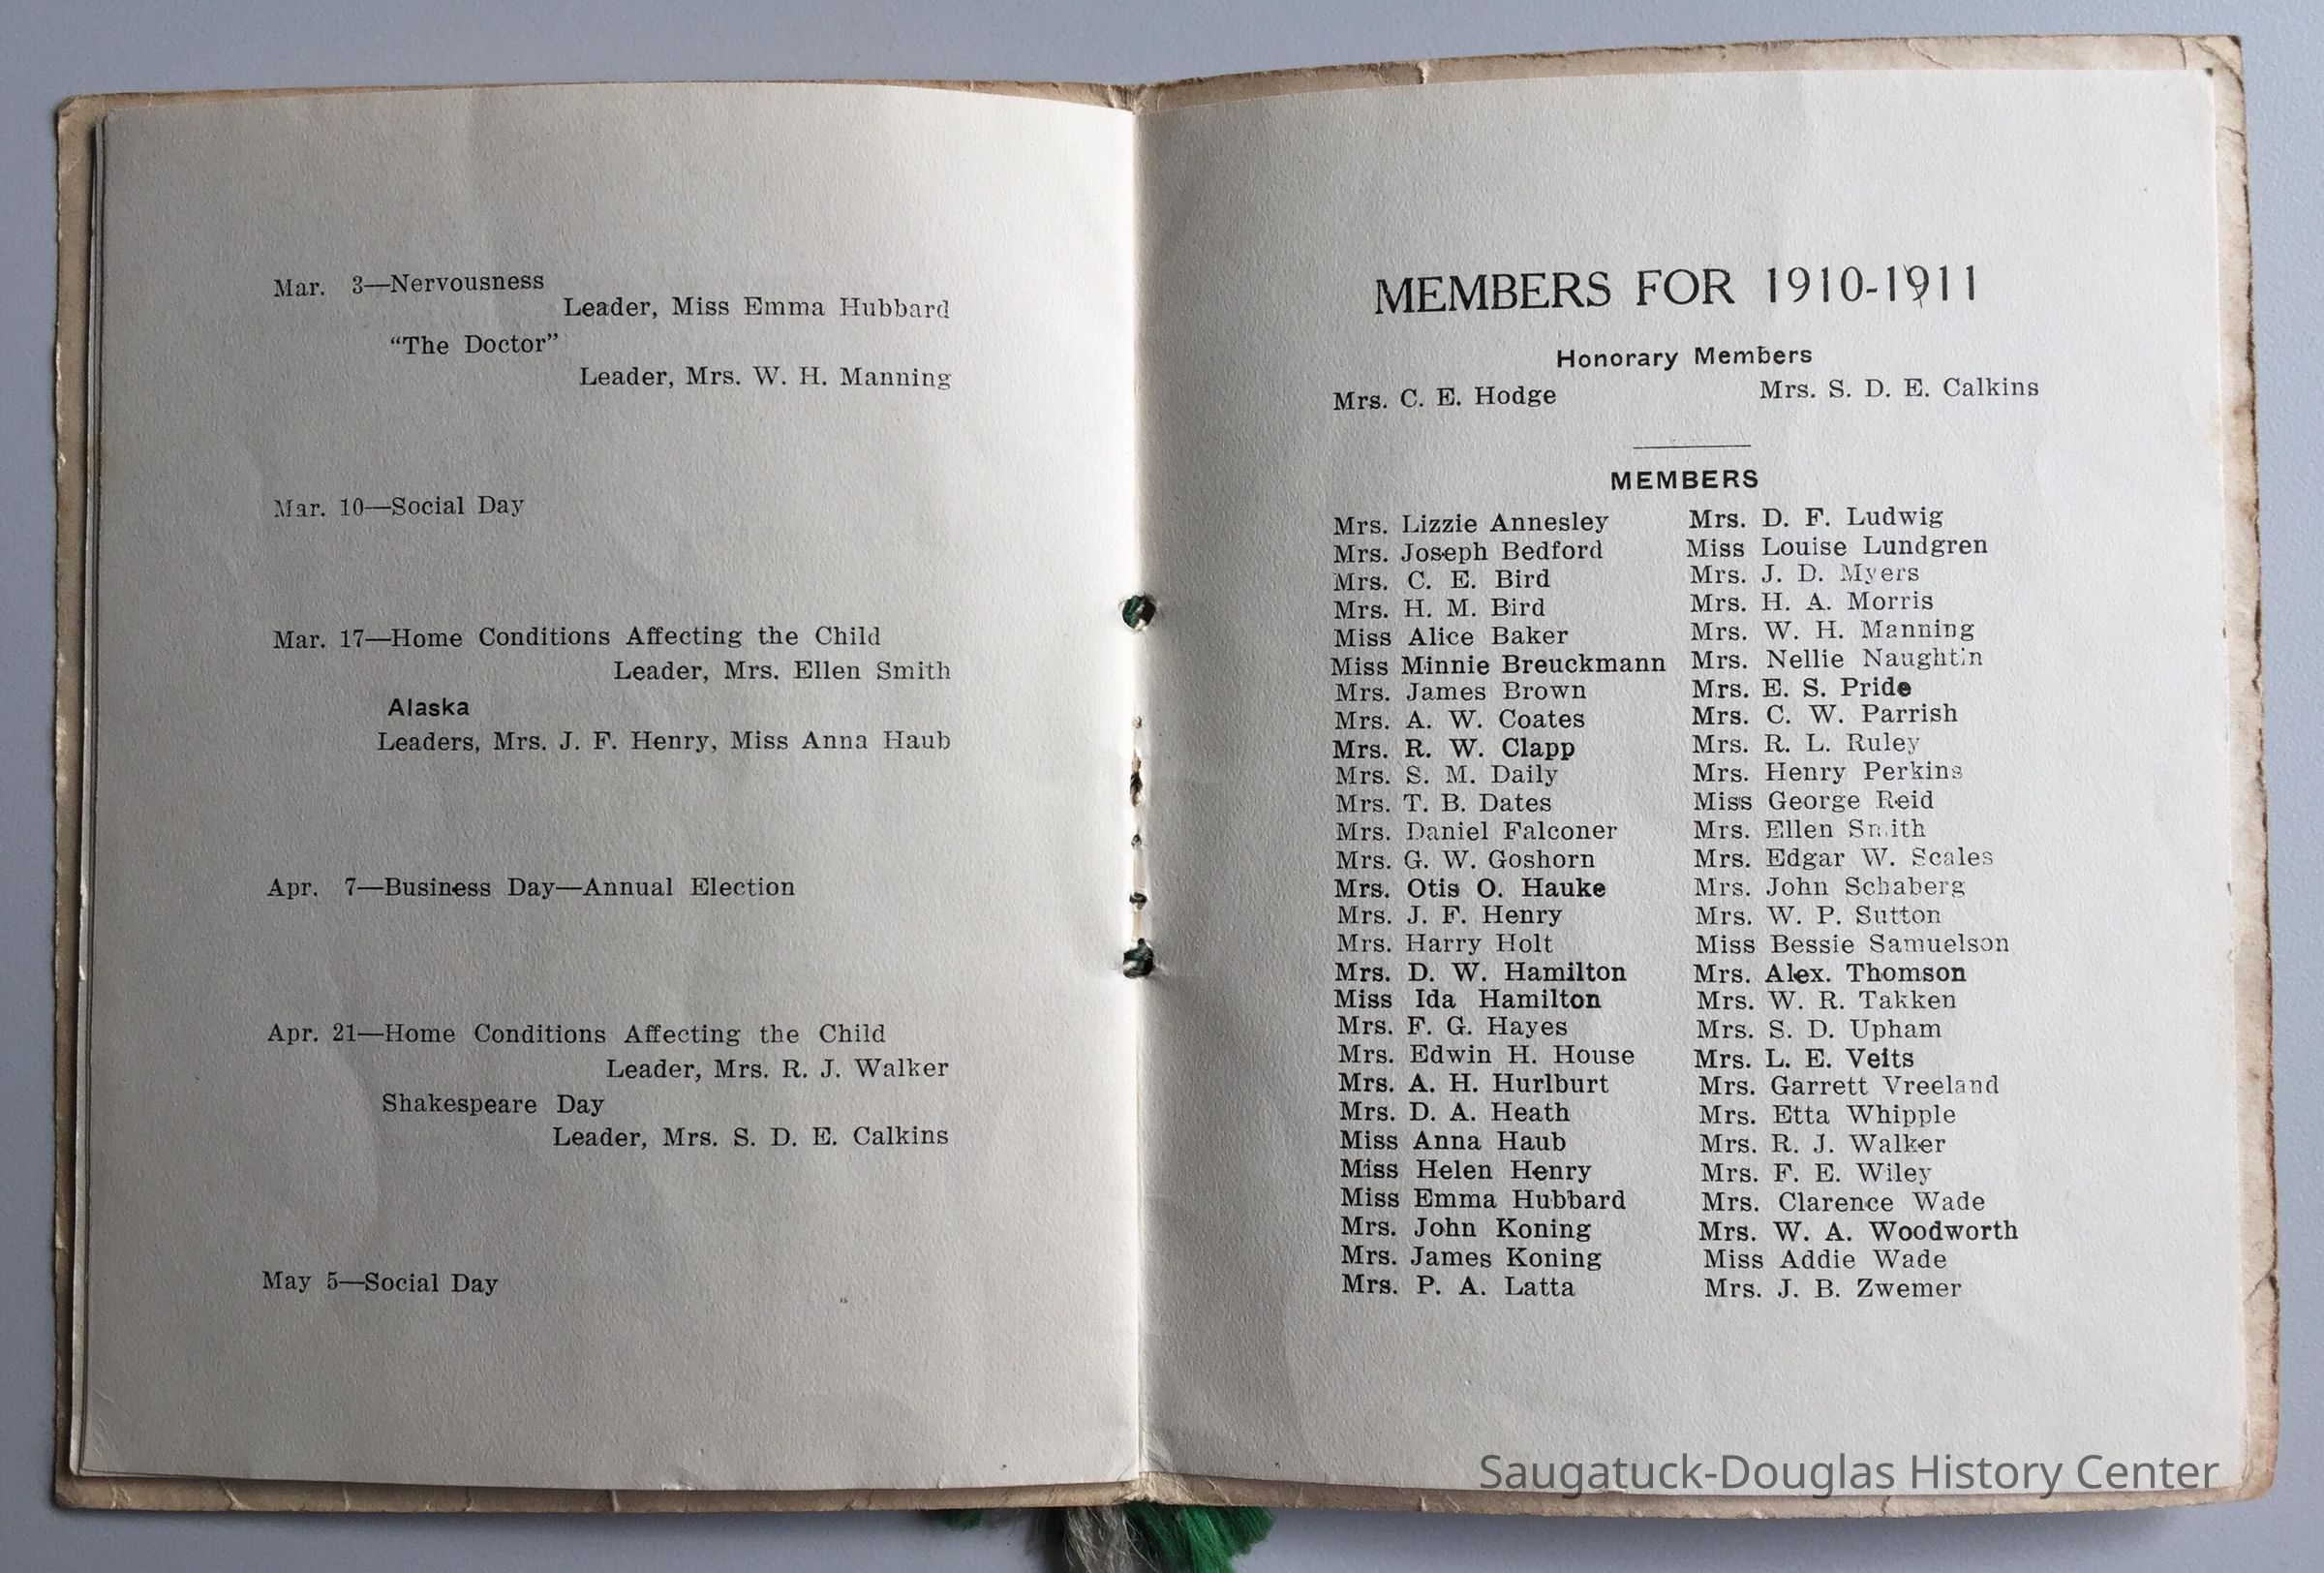 Mar. 3—Nervousness
Leader, Miss Emma Hubbard
“The Doctor”
Leader, Mrs. W. H. Manning
Mar. 10—Social Day
Mar. 17—Home Conditions Affecting the Child
Leader, Mrs. Ellen Smith
Alaska
Leaders, Mrs. J. F. Henry, Miss Anna Haub
Apr. 7—Business Day—Annual Election
Apr. 21—Home Conditions Affecting the Child
Leader, Mrs. R. J. Walker
Shakespeare Day
Leader, Mrs. S. D. E. Calkins
May 5—Social Day
MEMBERS FOR 1910-1911
Honorary Members
Mrs. C. E. Hodge
Mrs. S. D. E. Calkins
MEMBERS
Mrs. Lizzie Annesley
Mrs. Joseph Bedford
Mrs. C. E. Bird
Mrs. H. M. Bird
Miss Alice Baker
Miss Minnie Breuckmann
Mrs. James Brown
Mrs. A. W. Coates
Mrs. R. W. Clapp
Mrs. S. M. Daily
Mrs. T. B. Dates
Mrs. Daniel Falconer
Mrs. G. W. Goshorn
Mrs. Otis O. Hauke
Mrs. J. F. Henry
Mrs. Harry Holt
Mrs. D. W. Hamilton
Miss Ida Hamilton
Mrs. F. G. Hayes
Mrs. Edwin H. House
Mrs. A. H. Hurlburt
Mrs. D. A. Heath
Miss Anna Haub
Miss Helen Henry
Miss Emma Hubbard
Mrs. John Koning
Mrs. James Koning
Mrs. P. A. Latta
Mrs. D. F. Ludwig
Miss Louise Lundgren
Mrs. J. D. Myers
Mrs. H. A. Morris
Mrs. W. H. Manning
Mrs. Nellie Naughtin
Mrs. E. S. Pride
Mrs. C. W. Parrish
Mrs. R. L. Ruley
Mrs. Henry Perkins
Miss George Reid
Mrs. Ellen Smith
Mrs. Edgar W. Scales
Mrs. John Schaberg
Mrs. W. P. Sutton
Miss Bessie Samuelson
Mrs. Alex. Thomson
Mrs. W. R. Takken
Mrs. S. D. Upham
Mrs. L. E. Veits
Mrs. Garrett Vreeland
Mrs. Etta Whipple
Mrs. R. J. Walker
Mrs. F. E. Wiley
Mrs. Clarence Wade
Mrs. W. A. Woodworth
Miss Addie Wade
Mrs. J. B. Zwemer
Saugatuck-Douglas History Center